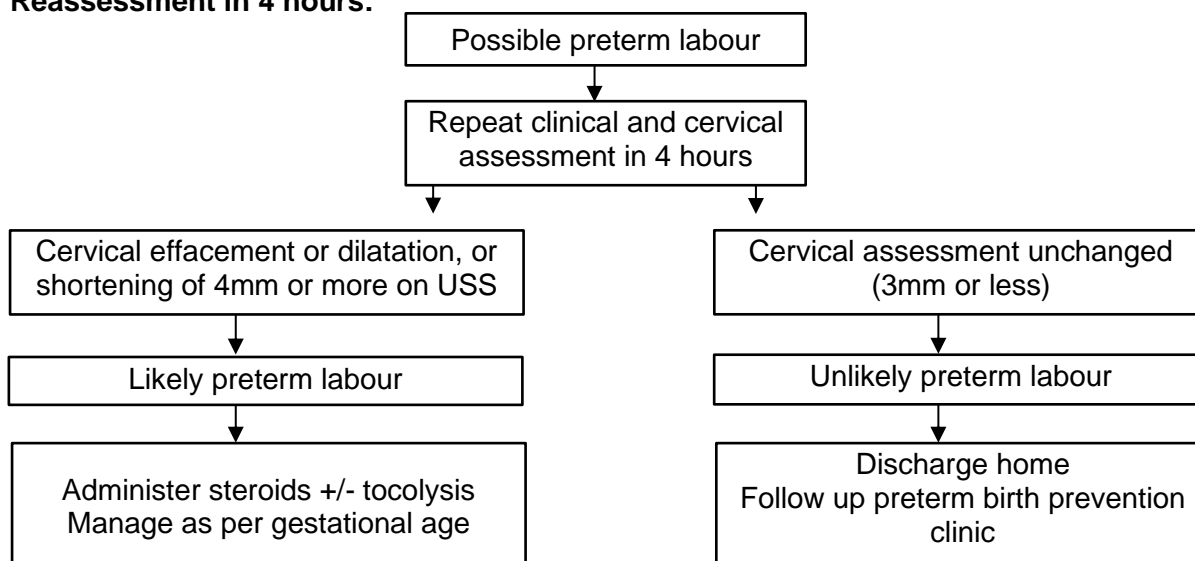 Reassessment in 4 hours:
Possible preterm labour
Repeat clinical and cervical
assessment in 4 hours
Cervical effacement or dilatation, or
shortening of 4mm or more on USS
Cervical assessment unchanged
(3mm or less)
Likely preterm labour
Unlikely preterm labour
Administer steroids +/- tocolysis
Manage as per gestational age
Discharge home
Follow up preterm birth prevention
clinic